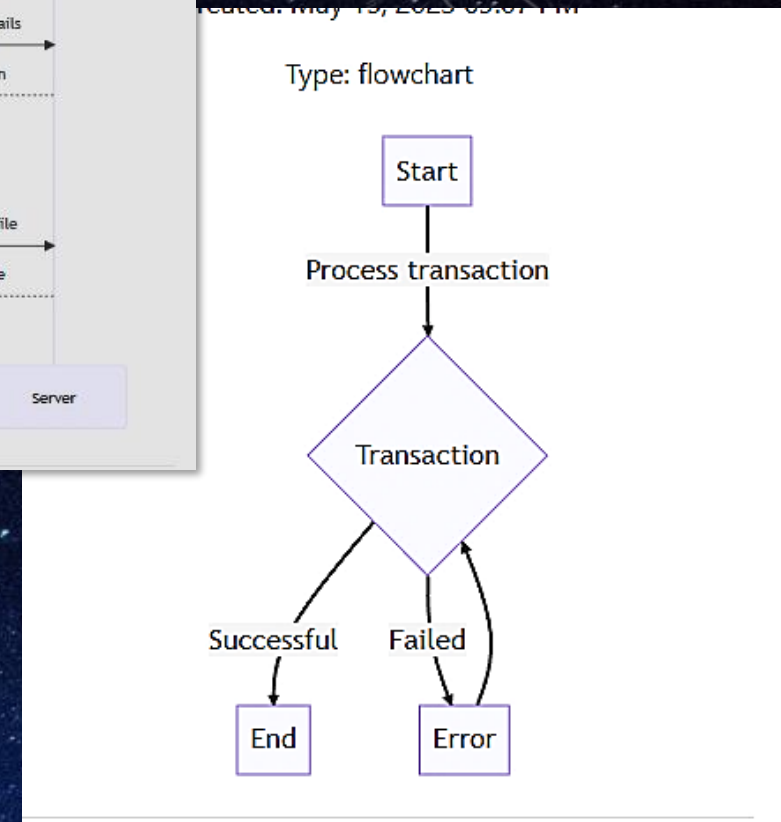 Type: flowchart
Start
Process transaction
Transaction
Successful
Failed
End
Error
Server